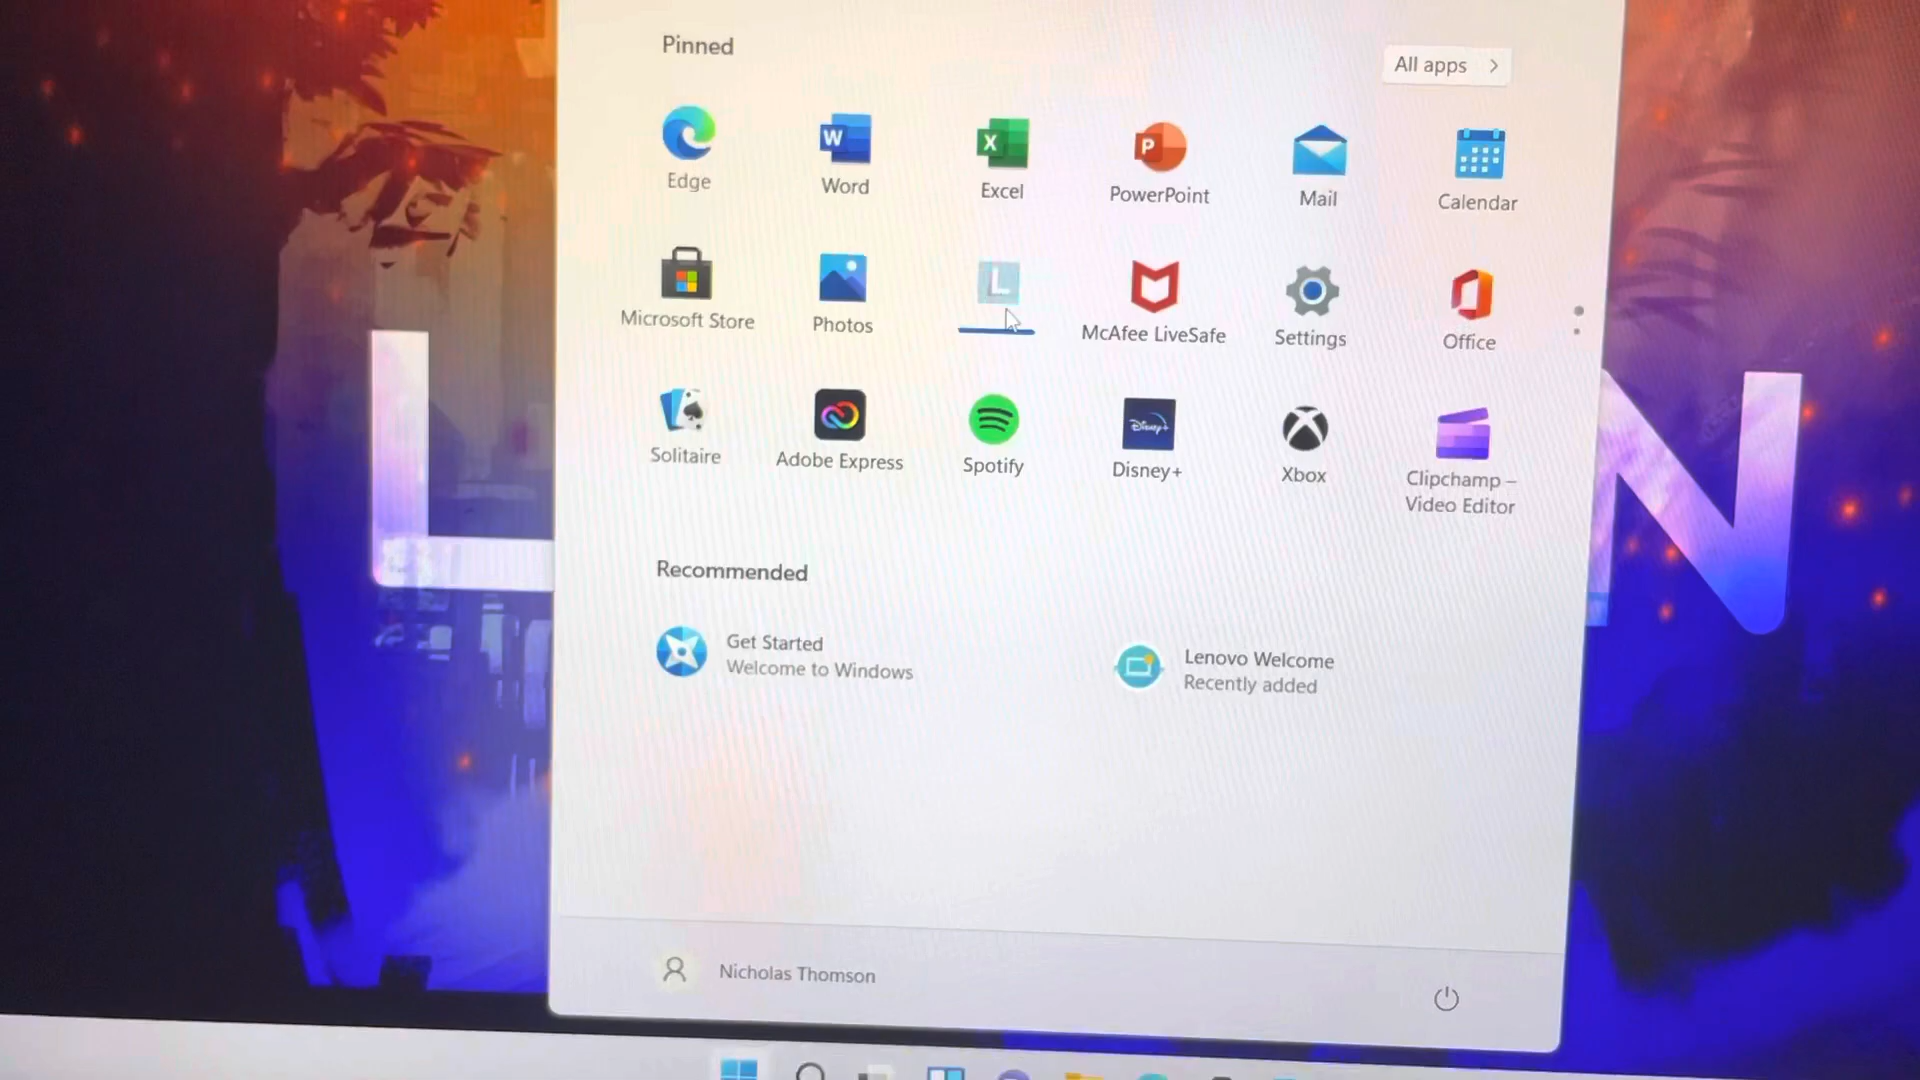 Pinned
All apps
Edge
Word
Excel
PowerPoint
Mail
Calendar
Microsoft Store
Photos
L
McAfee LiveSafe
Settings
Office
Solitaire
Adobe Express
Spotify
Disney+
Disney+
Xbox
Clipchamp –
Video Editor
Recommended
Get Started
Welcome to Windows
Lenovo Welcome
Recently added
Nicholas Thomson
L
N